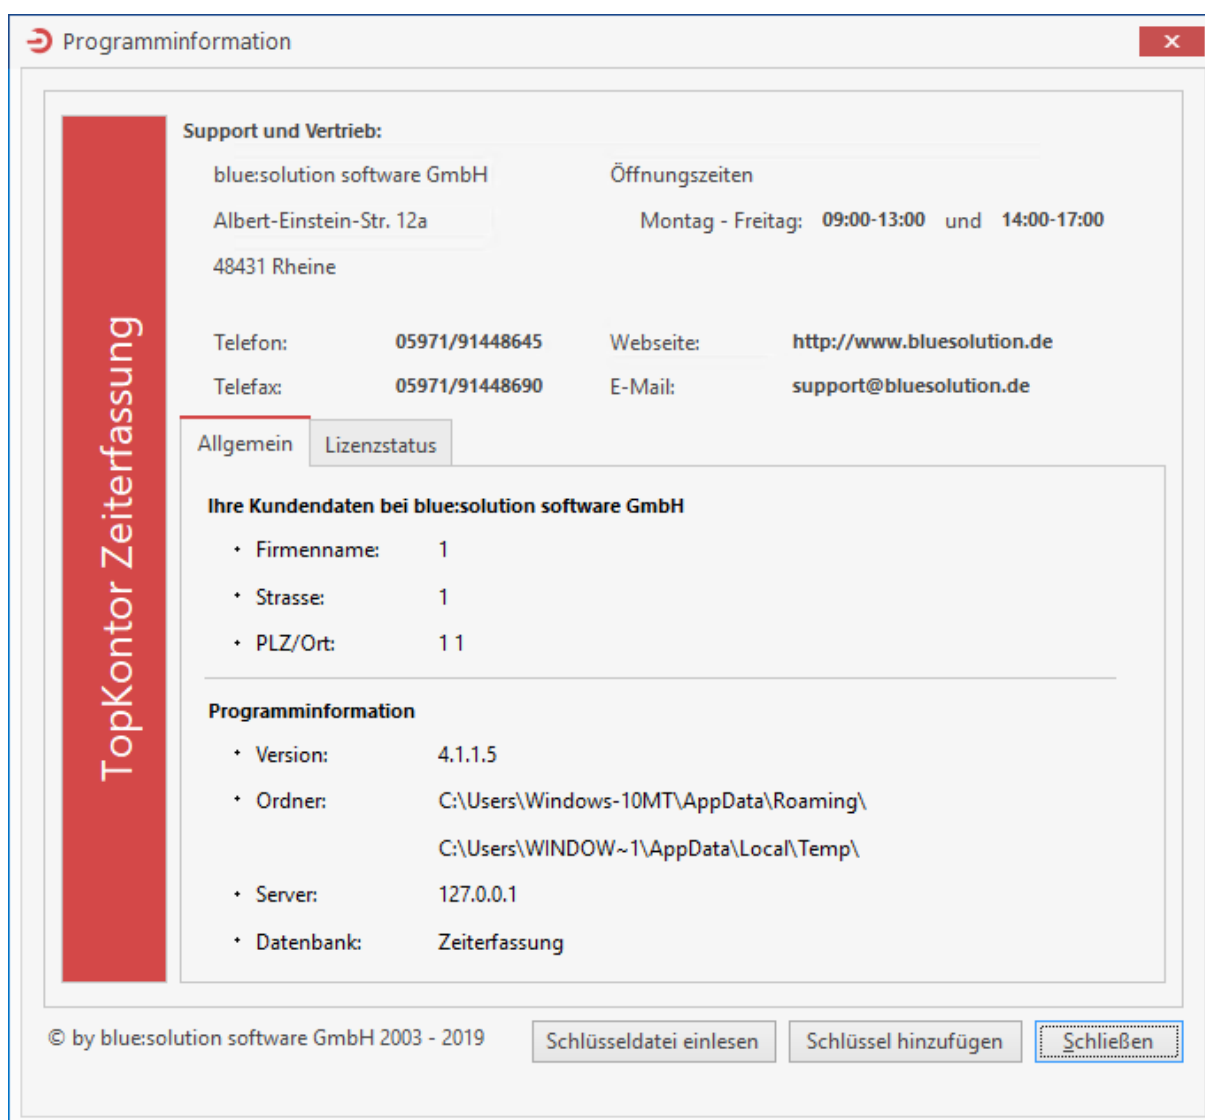 Programminformation
TopKontor Zeiterfassung
Support und Vertrieb:
blue:solution software GmbH Öffnungszeiten
Albert-Einstein-Str. 12a Montag - Freitag: 09:00-13:00 und 14:00-17:00
48431 Rheine
Telefon: 05971/91448645 Webseite: http://www.bluesolution.de
Telefax: 05971/91448690 E-Mail: support@bluesolution.de
Allgemein Lizenzstatus
Ihre Kundendaten bei blue:solution software GmbH
• Firmenname: 1
• Strasse: 1
• PLZ/Ort: 1 1
Programminformation
• Version: 4.1.1.5
• Ordner: C:\Users\Windows-10MT\AppData\Roaming\
C:\Users\WINDOW~1\AppData\Local\Temp\
• Server: 127.0.0.1
• Datenbank: Zeiterfassung
© by blue:solution software GmbH 2003 - 2019 Schlüsseldatei einlesen Schlüssel hinzufügen Schließen